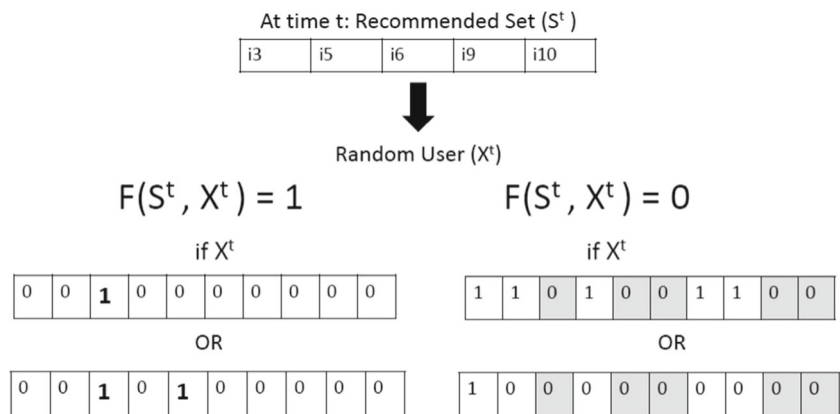 At time t: Recommended Set (Sᵗ )
i3 i5 i6 i9 i10
Random User (Xᵗ)
F(Sᵗ , Xᵗ) = 1
if Xᵗ
0 0 1 0 0 0 0 0 0 0
OR
0 0 1 0 1 0 0 0 0 0
F(Sᵗ , Xᵗ) = 0
if Xᵗ
1 1 0 1 0 0 1 1 0 0
OR
1 0 0 0 0 0 0 0 0 0